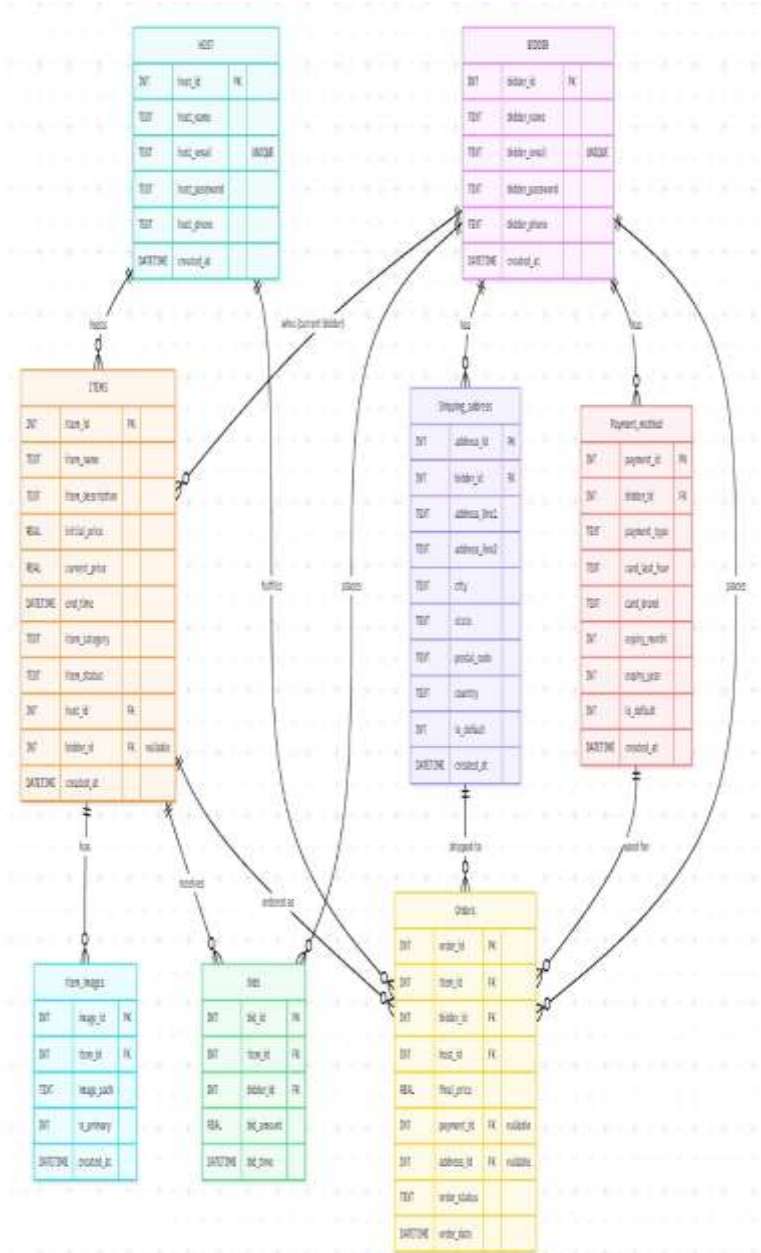 HOST
INT host_id PK
TEXT host_name
TEXT host_email UNIQUE
TEXT host_password
TEXT host_phone
DATETIME created_at
BIDDER
INT bidder_id PK
TEXT bidder_name
TEXT bidder_email UNIQUE
TEXT bidder_password
TEXT bidder_phone
DATETIME created_at
hosts
wins (current bidder)
has
has
ITEMS
INT item_id PK
TEXT item_name
TEXT item_description
REAL initial_price
REAL current_price
DATETIME end_time
TEXT item_category
TEXT item_status
INT host_id FK
INT bidder_id FK nullable
DATETIME created_at
Shipping_address
INT address_id PK
INT bidder_id FK
TEXT address_line1
TEXT address_line2
TEXT city
TEXT state
TEXT postal_code
TEXT country
INT is_default
DATETIME created_at
Payment_method
INT payment_id PK
INT bidder_id FK
TEXT payment_type
TEXT card_last_four
TEXT card_brand
INT expiry_month
INT expiry_year
INT is_default
DATETIME created_at
fulfills
places
places
has
receives
ordered as
shipped to
used for
Item_images
INT image_id PK
INT item_id FK
TEXT image_path
INT is_primary
DATETIME created_at
Bids
INT bid_id PK
INT item_id FK
INT bidder_id FK
REAL bid_amount
DATETIME bid_time
Orders
INT order_id PK
INT item_id FK
INT bidder_id FK
INT host_id FK
REAL final_price
INT payment_id FK nullable
INT address_id FK nullable
TEXT order_status
DATETIME order_date